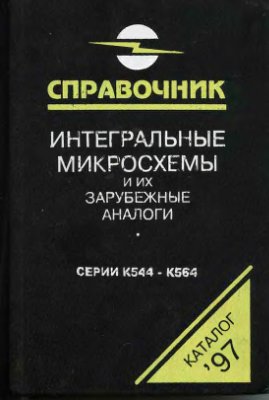 СПРАВОЧНИК
ИНТЕГРАЛЬНЫЕ
МИКРОСХЕМЫ
И ИХ
ЗАРУБЕЖНЫЕ
АНАЛОГИ
СЕРИИ К544 - К564
КАТАЛОГ
'97